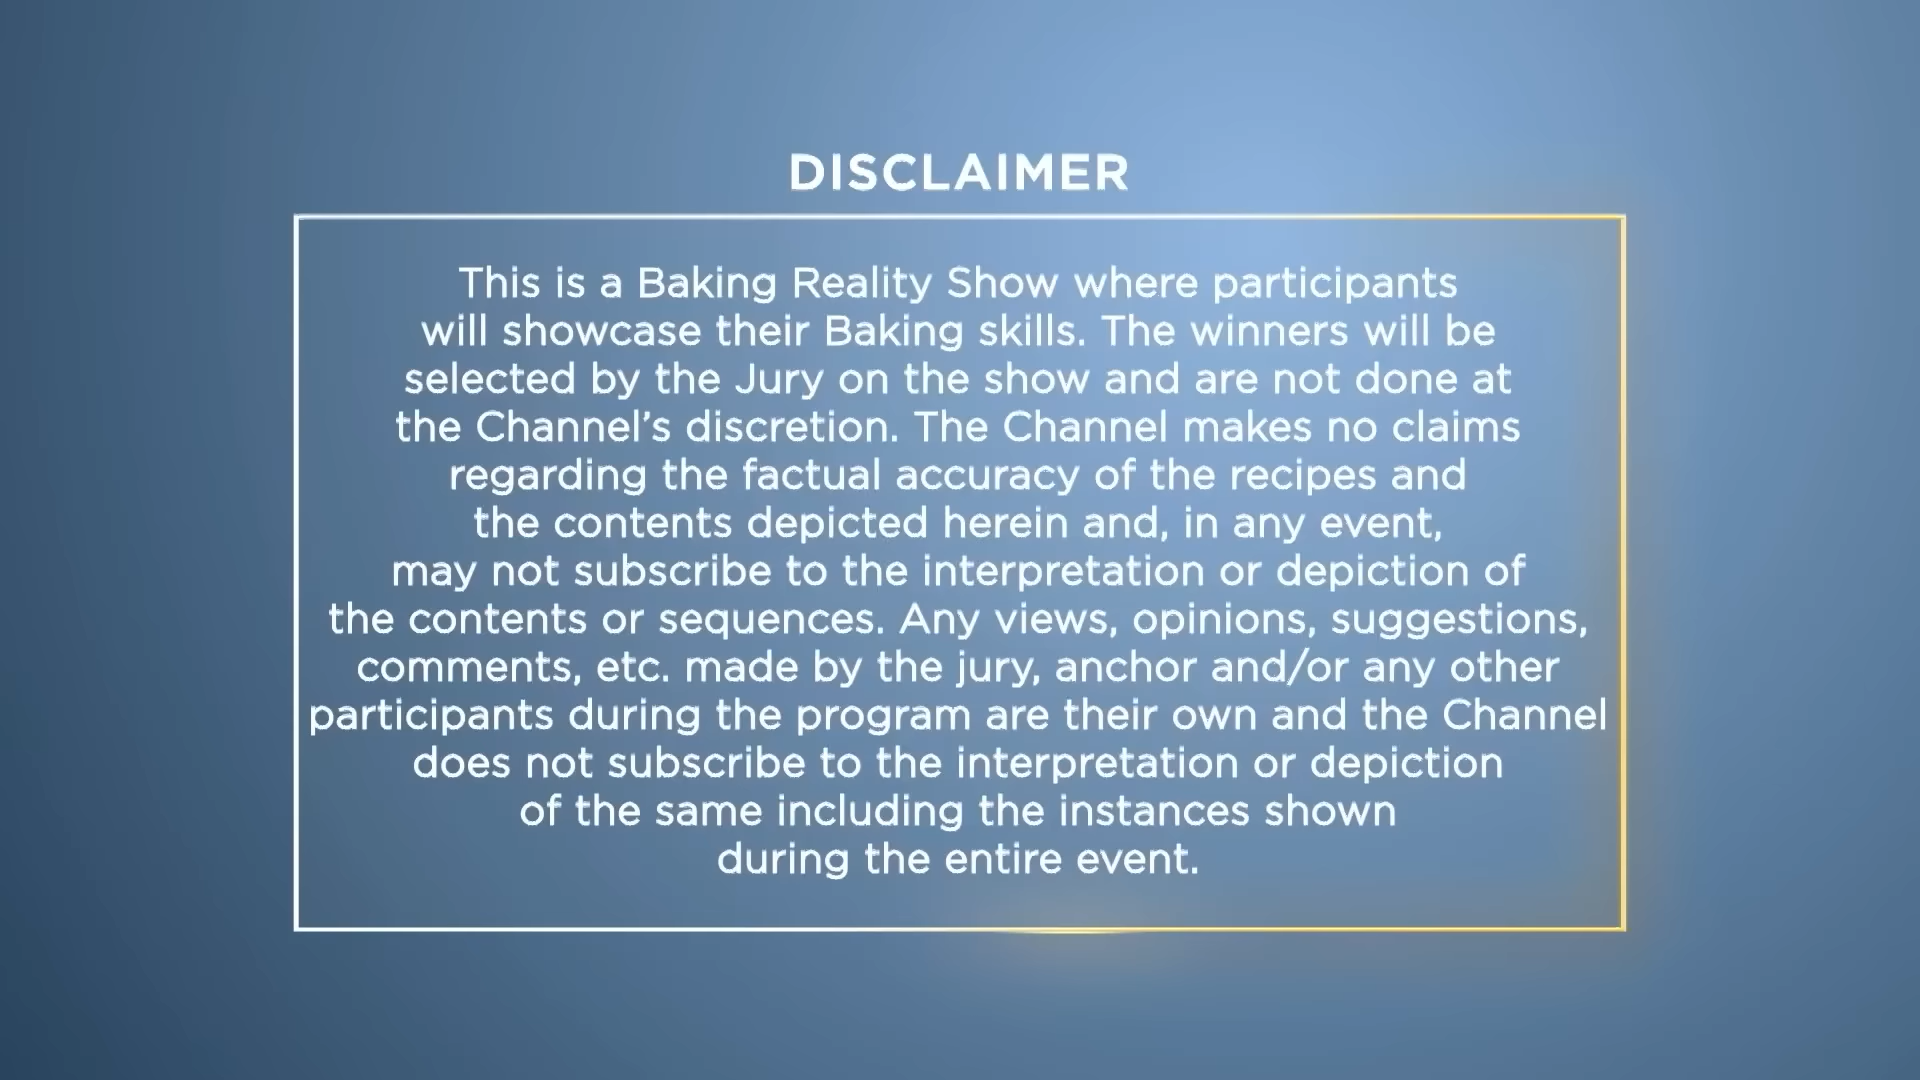 DISCLAIMER
This is a Baking Reality Show where participants
will showcase their Baking skills. The winners will be
selected by the Jury on the show and are not done at
the Channel’s discretion. The Channel makes no claims
regarding the factual accuracy of the recipes and
the contents depicted herein and, in any event,
may not subscribe to the interpretation or depiction of
the contents or sequences. Any views, opinions, suggestions,
comments, etc. made by the jury, anchor and/or any other
participants during the program are their own and the Channel
does not subscribe to the interpretation or depiction
of the same including the instances shown
during the entire event.